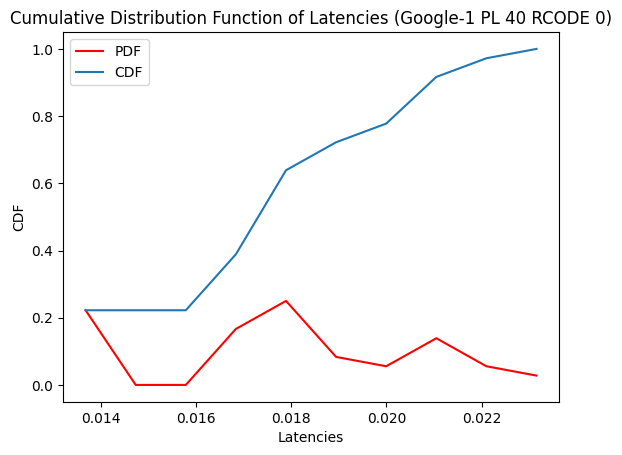 Cumulative Distribution Function of Latencies (Google-1 PL 40 RCODE 0)
PDF
CDF
1.0
0.8
0.6
0.4
0.2
0.0
CDF
0.014
0.016
0.018
0.020
0.022
Latencies